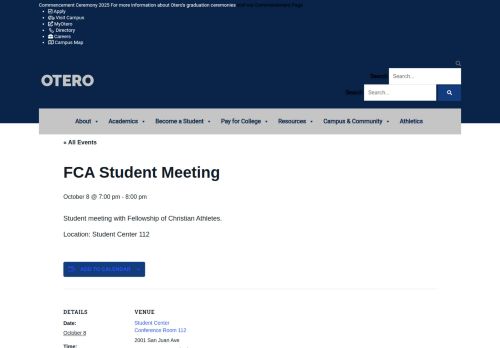 Commencement Ceremony 2025 For more information about Otero's graduation ceremonies visit our Commencement Page
Apply
Visit Campus
MyOtero
Directory
Careers
Campus Map
OTERO
Search Search...
Search Search...
About Academics Become a Student Pay for College Resources Campus & Community Athletics
« All Events
FCA Student Meeting
October 8 @ 7:00 pm - 8:00 pm
Student meeting with Fellowship of Christian Athletes.
Location: Student Center 112
ADD TO CALENDAR
DETAILS
Date:
October 8
Time:
VENUE
Student Center
Conference Room 112
2001 San Juan Ave